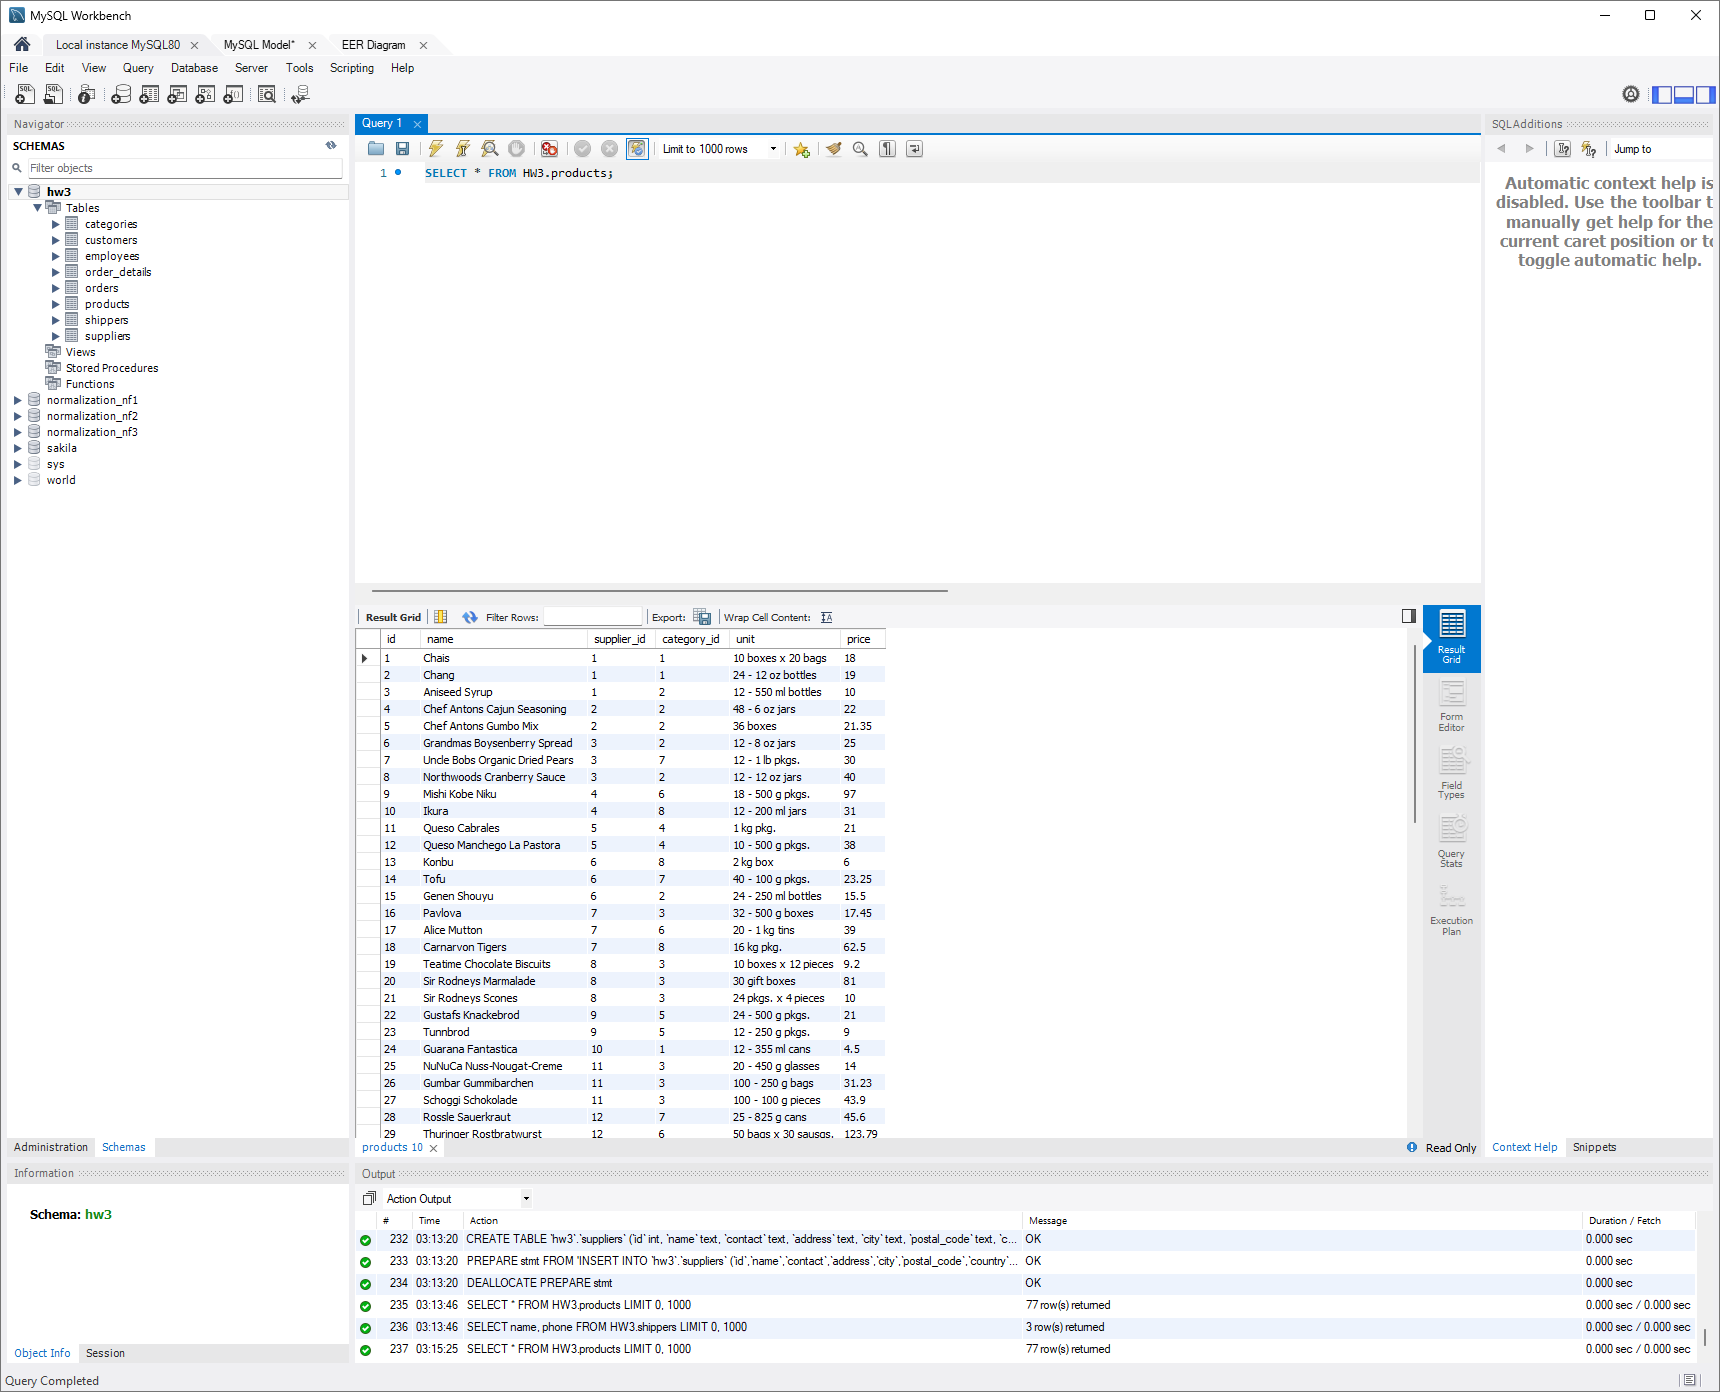 MySQL Workbench
Local instance MySQL80
MySQL Model*
EER Diagram
File Edit View Query Database Server Tools Scripting Help
Navigator
SCHEMAS
Filter objects
hw3
Tables
categories
customers
employees
order_details
orders
products
shippers
suppliers
Views
Stored Procedures
Functions
normalization_nf1
normalization_nf2
normalization_nf3
sakila
sys
world
Administration Schemas
Information
Schema: hw3
Object Info Session
Query 1
Limit to 1000 rows
1 SELECT * FROM HW3.products;
Result Grid Filter Rows: Export: Wrap Cell Content:
id name supplier_id category_id unit price
1 Chais 1 1 10 boxes x 20 bags 18
2 Chang 1 1 24 - 12 oz bottles 19
3 Aniseed Syrup 1 2 12 - 550 ml bottles 10
4 Chef Antons Cajun Seasoning 2 2 48 - 6 oz jars 22
5 Chef Antons Gumbo Mix 2 2 36 boxes 21.35
6 Grandmas Boysenberry Spread 3 2 12 - 8 oz jars 25
7 Uncle Bobs Organic Dried Pears 3 7 12 - 1 lb pkgs. 30
8 Northwoods Cranberry Sauce 3 2 12 - 12 oz jars 40
9 Mishi Kobe Niku 4 6 18 - 500 g pkgs. 97
10 Ikura 4 8 12 - 200 ml jars 31
11 Queso Cabrales 5 4 1 kg pkg. 21
12 Queso Manchego La Pastora 5 4 10 - 500 g pkgs. 38
13 Konbu 6 8 2 kg box 6
14 Tofu 6 7 40 - 100 g pkgs. 23.25
15 Genen Shouyu 6 2 24 - 250 ml bottles 15.5
16 Pavlova 7 3 32 - 500 g boxes 17.45
17 Alice Mutton 7 6 20 - 1 kg tins 39
18 Carnarvon Tigers 7 8 16 kg pkg. 62.5
19 Teatime Chocolate Biscuits 8 3 10 boxes x 12 pieces 9.2
20 Sir Rodneys Marmalade 8 3 30 gift boxes 81
21 Sir Rodneys Scones 8 3 24 pkgs. x 4 pieces 10
22 Gustafs Knackebrod 9 5 24 - 500 g pkgs. 21
23 Tunnbrod 9 5 12 - 250 g pkgs. 9
24 Guarana Fantastica 10 1 12 - 355 ml cans 4.5
25 NuNuCa Nuss-Nougat-Creme 11 3 20 - 450 g glasses 14
26 Gumbar Gummibarchen 11 3 100 - 250 g bags 31.23
27 Schoggi Schokolade 11 3 100 - 100 g pieces 43.9
28 Rossle Sauerkraut 12 7 25 - 825 g cans 45.6
29 Thuringer Rostbratwurst 12 6 50 bags x 30 sausgs. 123.79
products 10
Read Only
Result
Grid
Form
Editor
Field
Types
Query
Stats
Execution
Plan
SQLAdditions
Jump to
Automatic context help is
disabled. Use the toolbar t
manually get help for the
current caret position or to
toggle automatic help.
Context Help Snippets
Output
Action Output
# Time Action Message Duration / Fetch
232 03:13:20 CREATE TABLE `hw3`.`suppliers` (`id` int, `name` text, `contact` text, `address` text, `city` text, `postal_code` text, `c... OK 0.000 sec
233 03:13:20 PREPARE stmt FROM 'INSERT INTO `hw3`.`suppliers` (`id`,`name`,`contact`,`address`,`city`,`postal_code`,`country`... OK 0.000 sec
234 03:13:20 DEALLOCATE PREPARE stmt OK 0.000 sec
235 03:13:46 SELECT * FROM HW3.products LIMIT 0, 1000 77 row(s) returned 0.000 sec / 0.000 sec
236 03:13:46 SELECT name, phone FROM HW3.shippers LIMIT 0, 1000 3 row(s) returned 0.000 sec / 0.000 sec
237 03:15:25 SELECT * FROM HW3.products LIMIT 0, 1000 77 row(s) returned 0.000 sec / 0.000 sec
Query Completed